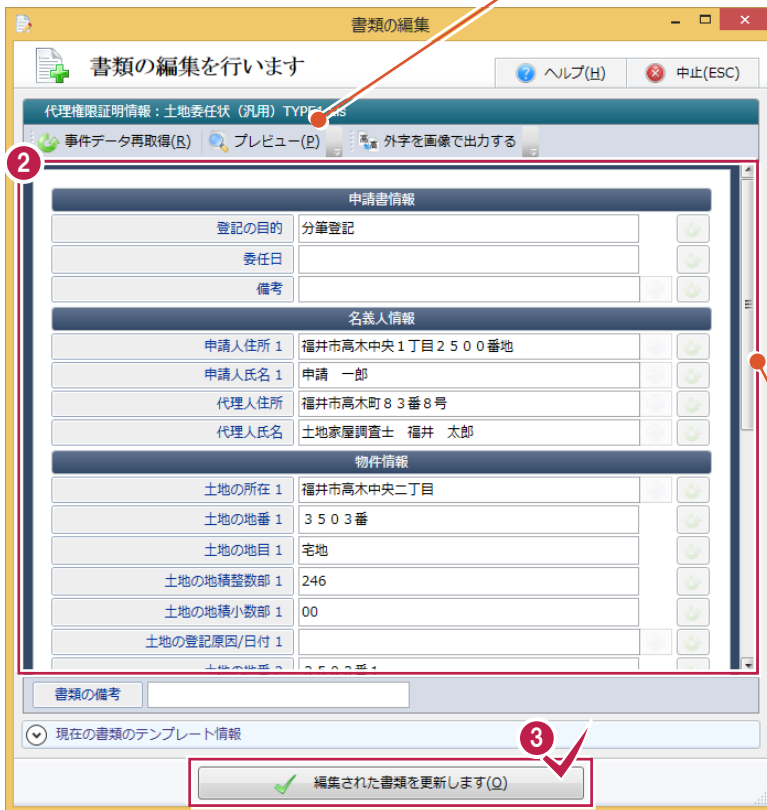 書類の編集
書類の編集を行います
ヘルプ(H)
中止(ESC)
代理権限証明情報：土地委任状（汎用）TYPE1
事件データ再取得(R)
プレビュー(P)
外字を画像で出力する
2
申請書情報
登記の目的 分筆登記
委任日
備考
名義人情報
申請人住所 1 福井市高木中央１丁目２５００番地
申請人氏名 1 申請　一郎
代理人住所 福井市高木町８３番８号
代理人氏名 土地家屋調査士　福井　太郎
物件情報
土地の所在 1 福井市高木中央二丁目
土地の地番 1 ３５０３番
土地の地目 1 宅地
土地の地積整数部 1 246
土地の地積小数部 1 00
土地の登記原因/日付 1
書類の備考
現在の書類のテンプレート情報
3
編集された書類を更新します(O)